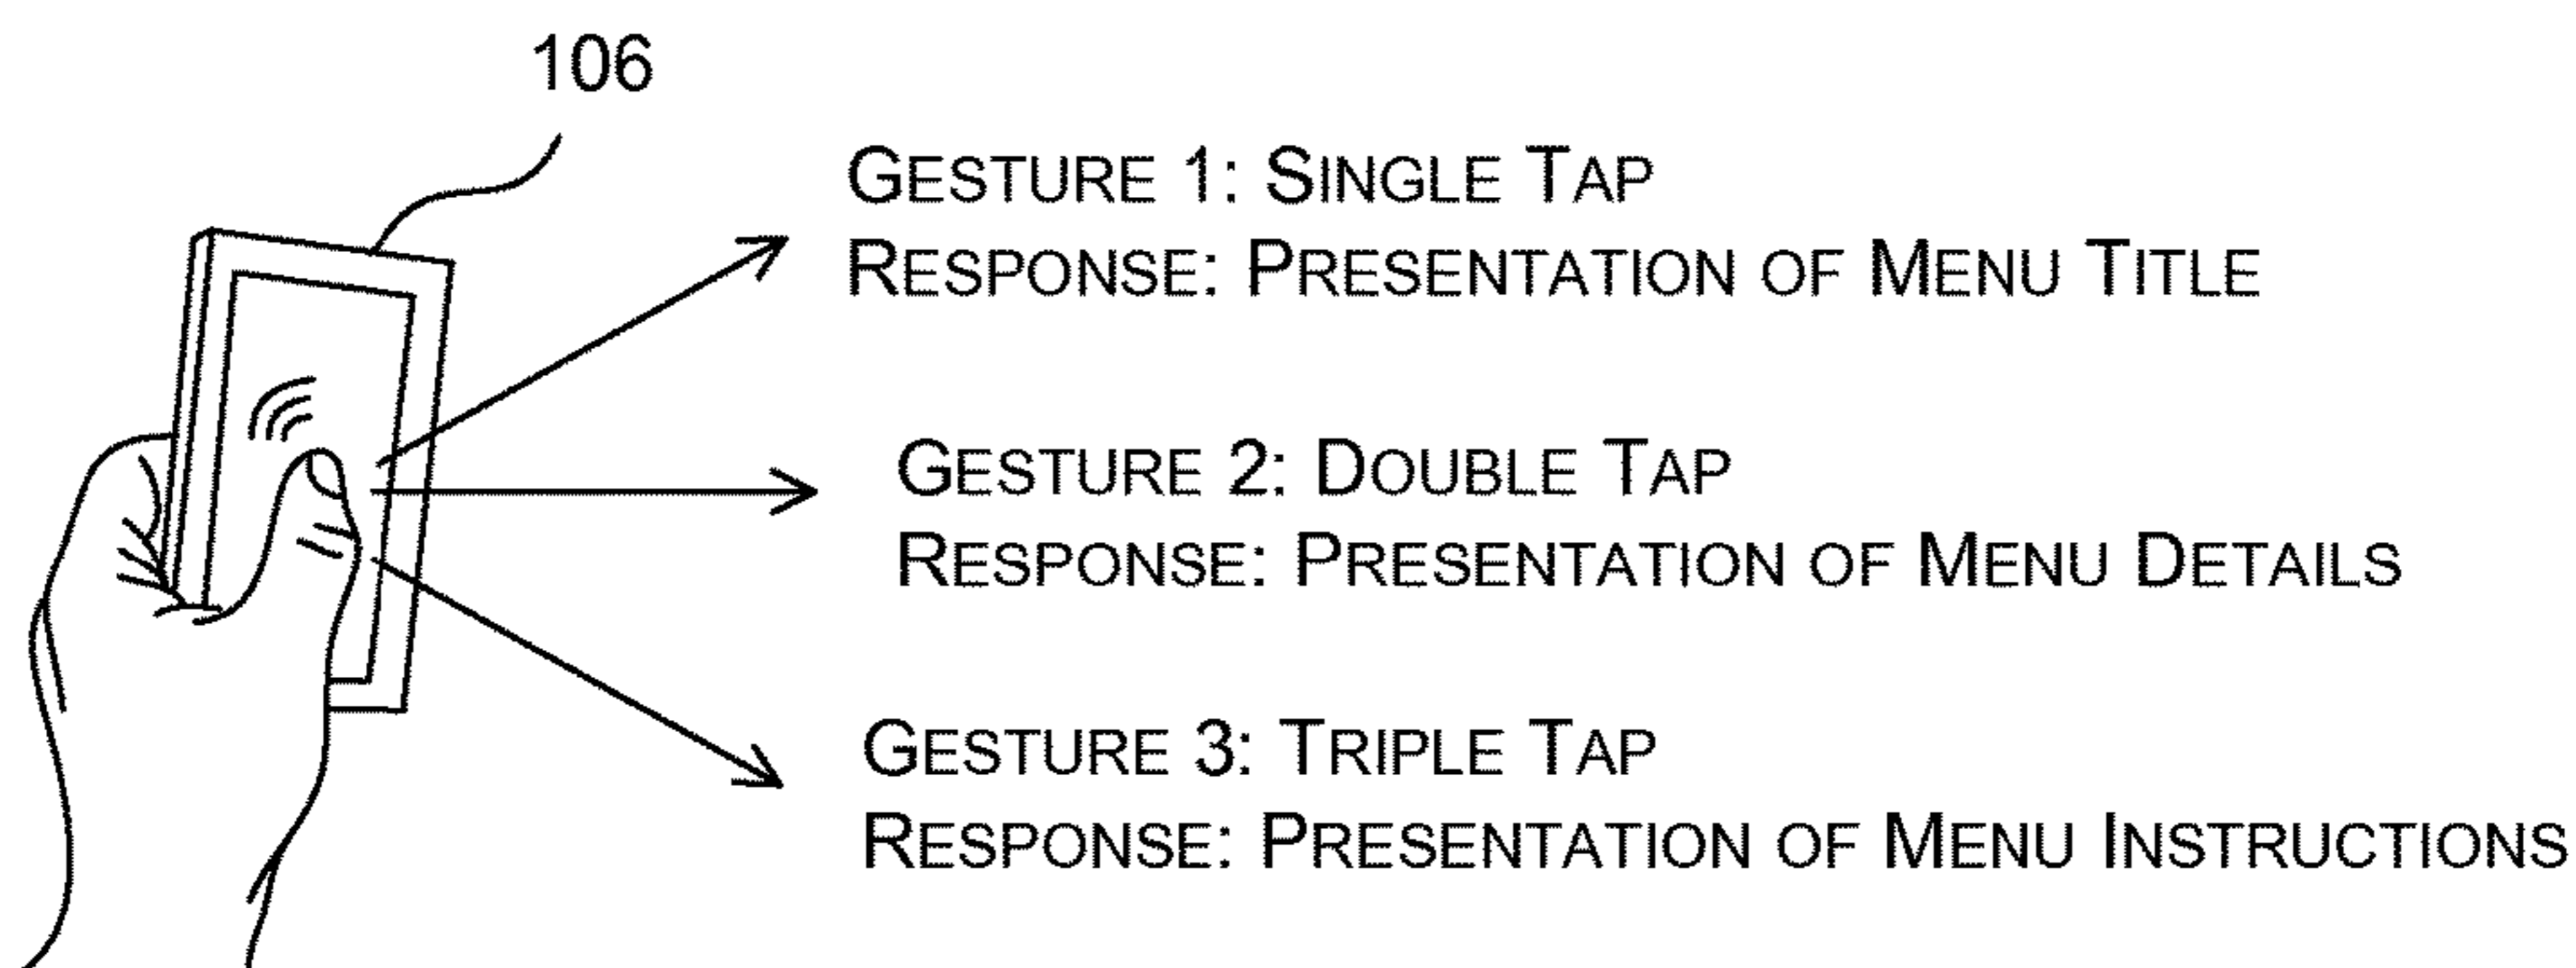 106
GESTURE 1: SINGLE TAP
RESPONSE: PRESENTATION OF MENU TITLE
GESTURE 2: DOUBLE TAP
RESPONSE: PRESENTATION OF MENU DETAILS
GESTURE 3: TRIPLE TAP
RESPONSE: PRESENTATION OF MENU INSTRUCTIONS